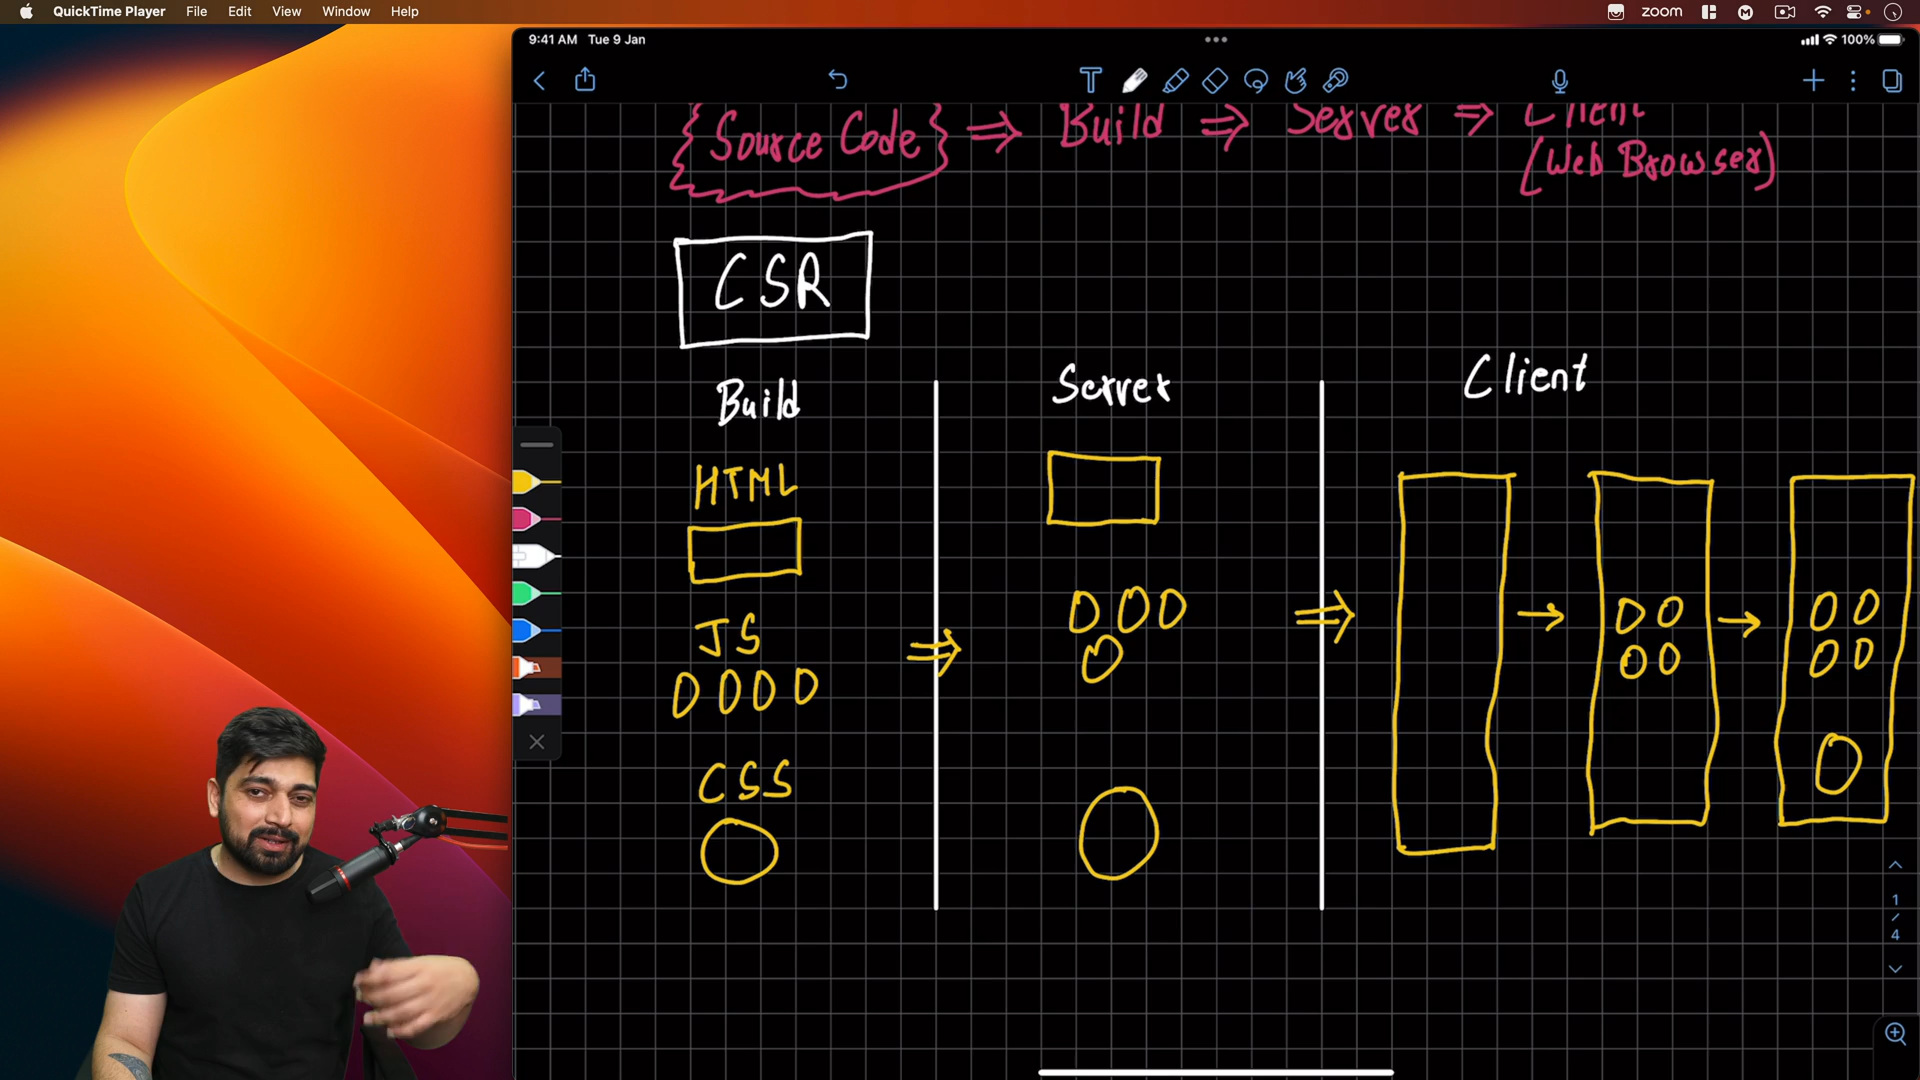 QuickTime Player File Edit View Window Help
zoom
9:41 AM Tue 9 Jan
100%
T
{Source Code} ⇒ Build ⇒ Server ⇒ Client
(Web Browser)
CSR
Build
Server
Client
HTML
JS
CSS
1
/
4